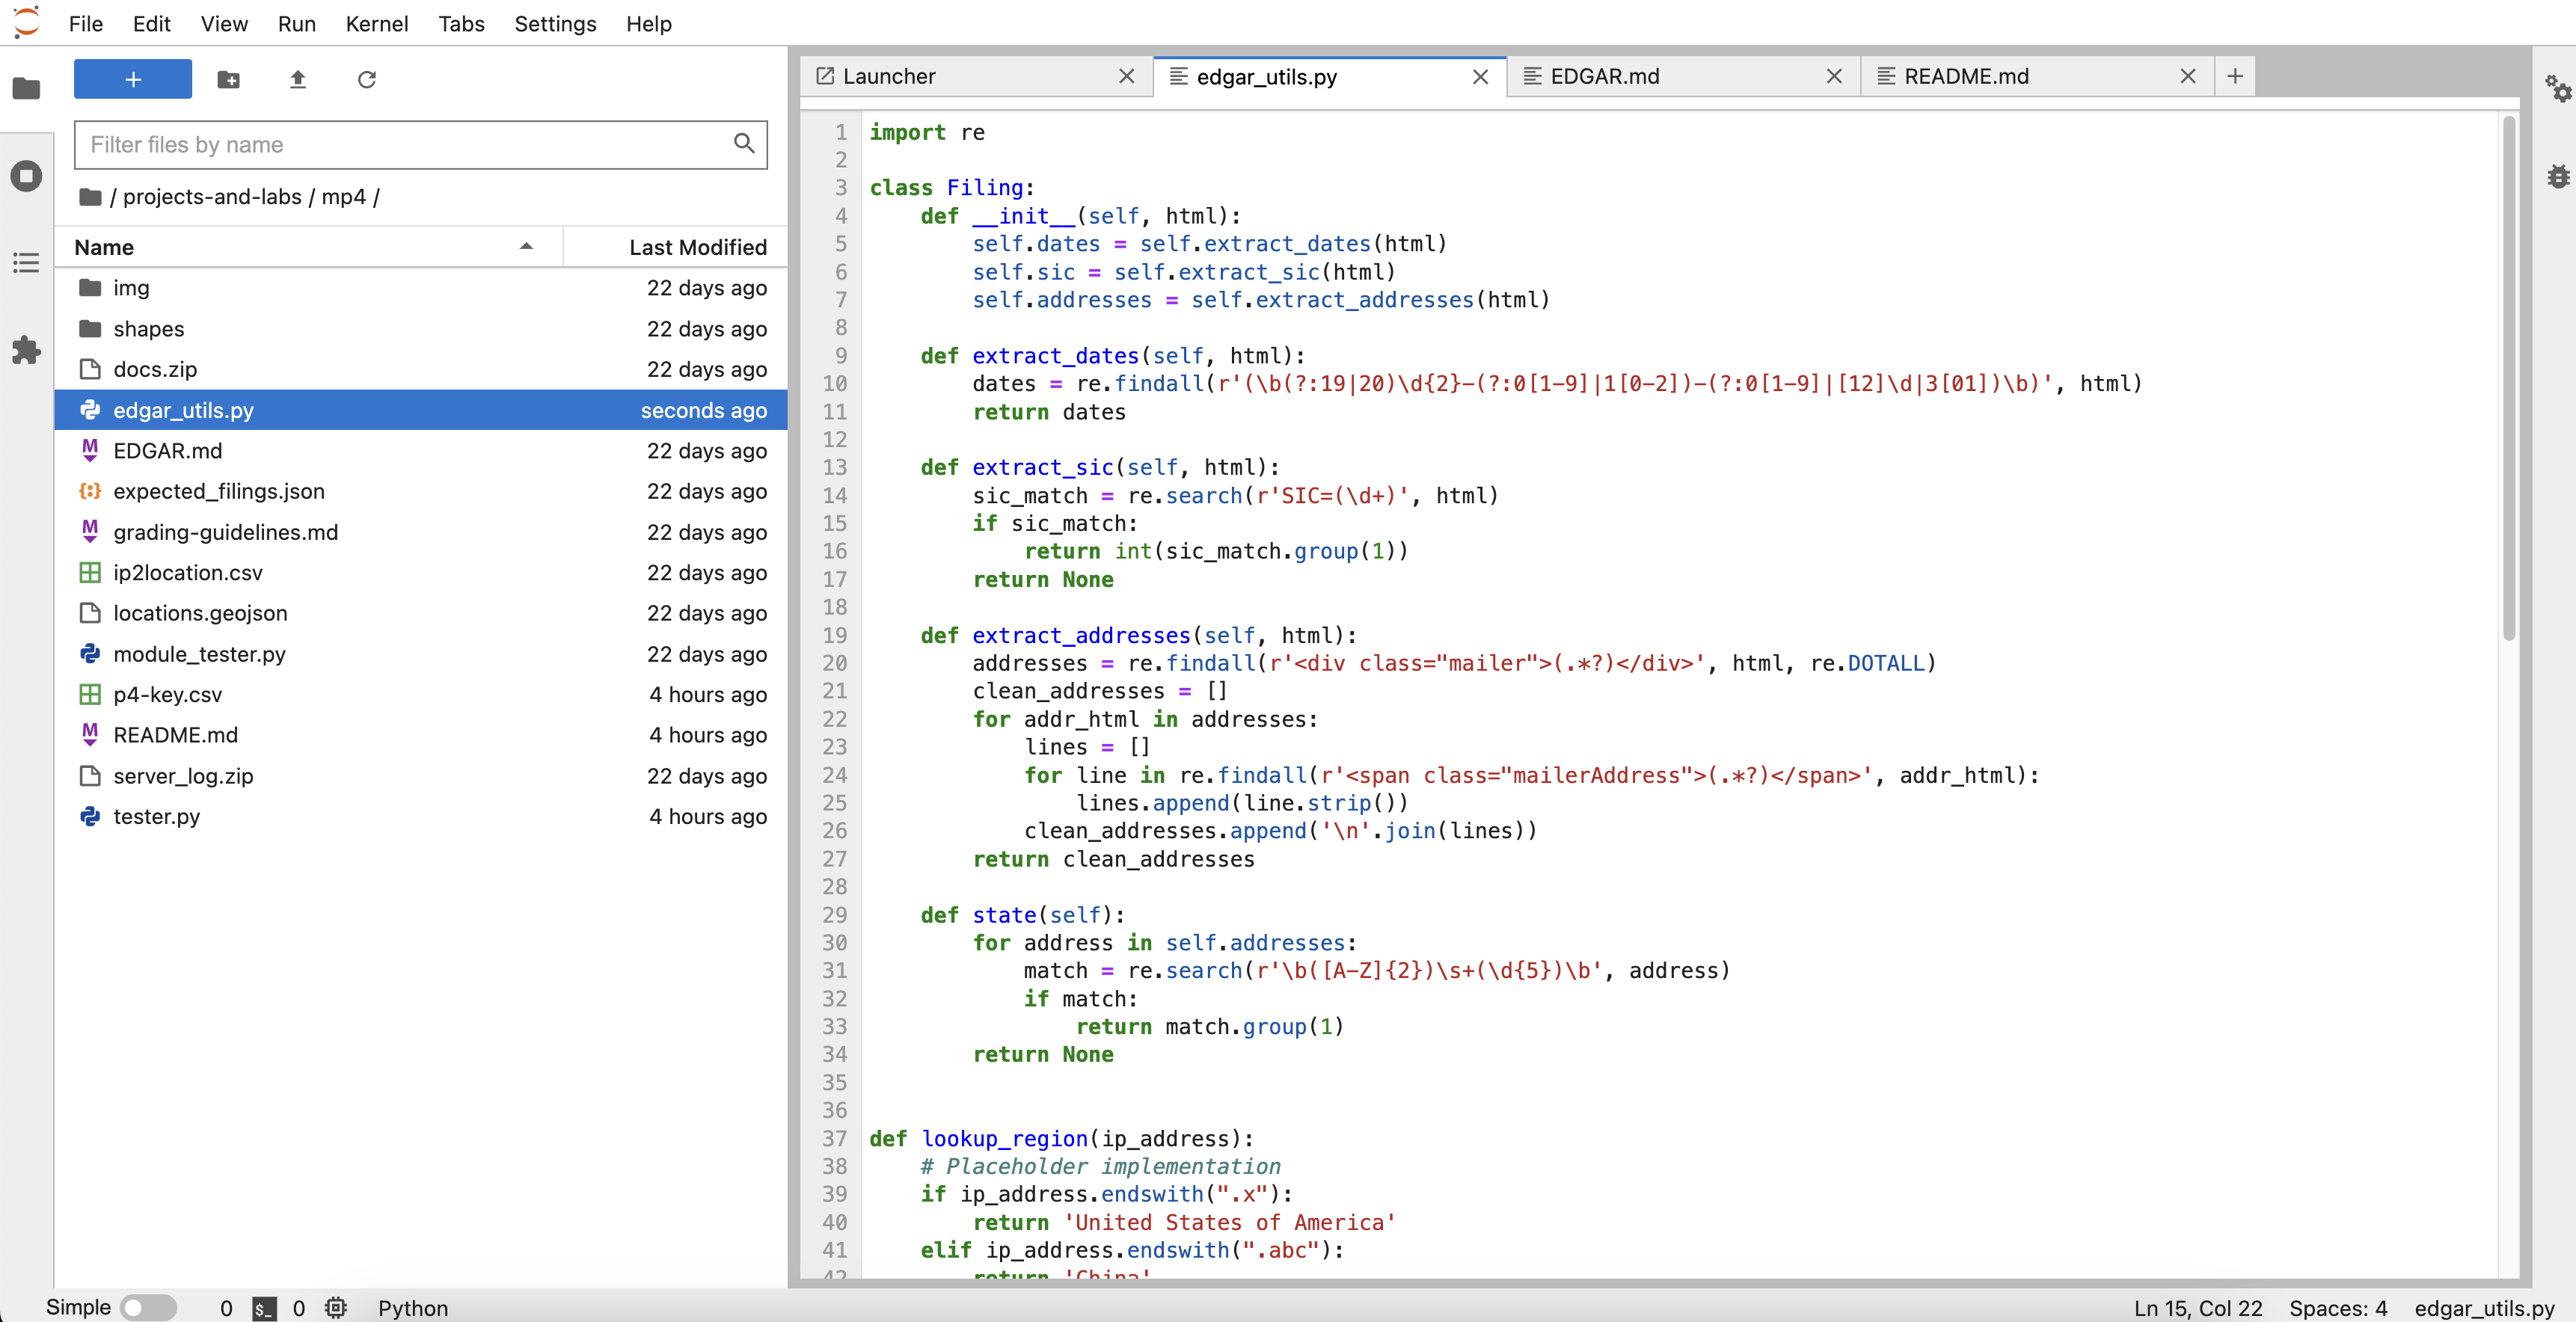 File Edit View Run Kernel Tabs Settings Help
Filter files by name
/ projects-and-labs / mp4 /
Name Last Modified
img 22 days ago
shapes 22 days ago
docs.zip 22 days ago
edgar_utils.py seconds ago
EDGAR.md 22 days ago
expected_filings.json 22 days ago
grading-guidelines.md 22 days ago
ip2location.csv 22 days ago
locations.geojson 22 days ago
module_tester.py 22 days ago
p4-key.csv 4 hours ago
README.md 4 hours ago
server_log.zip 22 days ago
tester.py 4 hours ago
Launcher edgar_utils.py EDGAR.md README.md
1 import re
2
3 class Filing:
4     def __init__(self, html):
5         self.dates = self.extract_dates(html)
6         self.sic = self.extract_sic(html)
7         self.addresses = self.extract_addresses(html)
8
9     def extract_dates(self, html):
10         dates = re.findall(r'(\b(?:19|20)\d{2}-(?:0[1-9]|1[0-2])-(?:0[1-9]|[12]\d|3[01])\b)', html)
11         return dates
12
13     def extract_sic(self, html):
14         sic_match = re.search(r'SIC=(\d+)', html)
15         if sic_match:
16             return int(sic_match.group(1))
17         return None
18
19     def extract_addresses(self, html):
20         addresses = re.findall(r'<div class="mailer">(.*?)</div>', html, re.DOTALL)
21         clean_addresses = []
22         for addr_html in addresses:
23             lines = []
24             for line in re.findall(r'<span class="mailerAddress">(.*?)</span>', addr_html):
25                 lines.append(line.strip())
26             clean_addresses.append('\n'.join(lines))
27         return clean_addresses
28
29     def state(self):
30         for address in self.addresses:
31             match = re.search(r'\b([A-Z]{2})\s+(\d{5})\b', address)
32             if match:
33                 return match.group(1)
34         return None
35
36
37 def lookup_region(ip_address):
38     # Placeholder implementation
39     if ip_address.endswith(".x"):
40         return 'United States of America'
41     elif ip_address.endswith(".abc"):
42         return 'China'
Simple 0 $_ 0 Python Ln 15, Col 22 Spaces: 4 edgar_utils.py